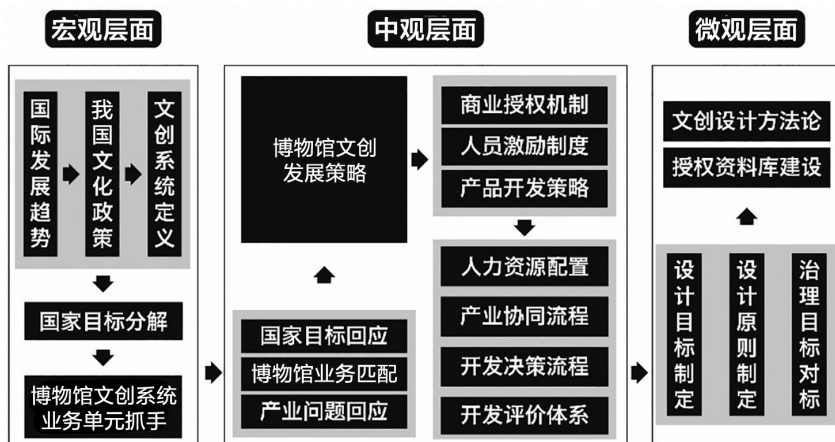 宏观层面
国际发展趋势
我国文化政策
文创系统定义
国家目标分解
博物馆文创系统
业务单元抓手
中观层面
国家目标回应
博物馆业务匹配
产业问题回应
博物馆文创
发展策略
商业授权机制
人员激励制度
产品开发策略
人力资源配置
产业协同流程
开发决策流程
开发评价体系
微观层面
设计目标制定
设计原则制定
治理目标对标
文创设计方法论
授权资料库建设